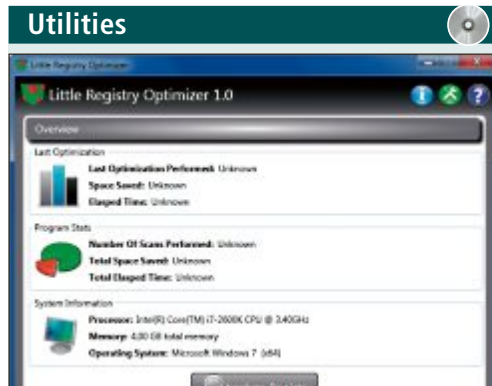 Utilities
Little Registry Optimizer
Little Registry Optimizer 1.0
Overview
Last Optimization
Last Optimization Performed: Unknown
Space Saved: Unknown
Elapsed Time: Unknown
Program Stats
Number Of Scans Performed: Unknown
Total Space Saved: Unknown
Total Elapsed Time: Unknown
System Information
Processor: Intel(R) Core(TM) i7-2600K CPU @ 3.40GHz
Memory: 4.00 GB total memory
Operating System: Microsoft Windows 7 (x64)